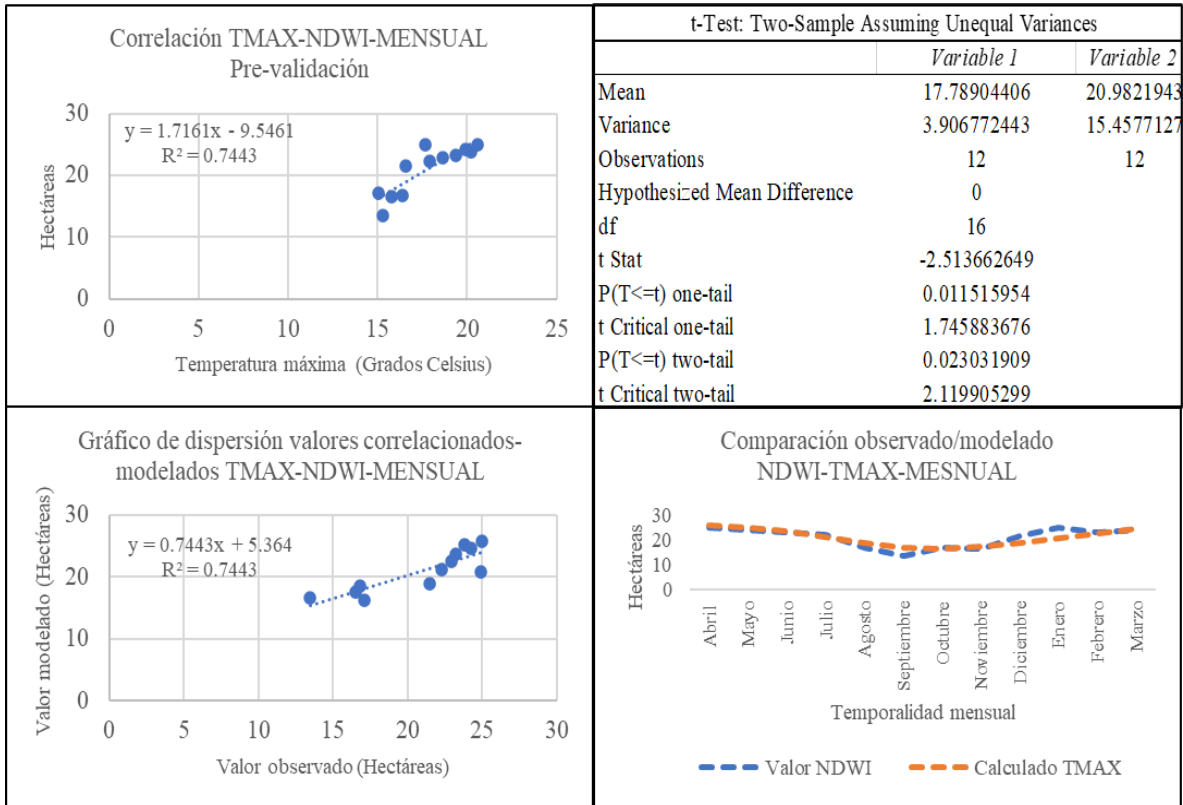 Correlación TMAX-NDWI-MENSUAL
Pre-validación
y = 1.7161x - 9.5461
R² = 0.7443
Hectáreas
30
20
10
0
0 5 10 15 20 25
Temperatura máxima (Grados Celsius)
t-Test: Two-Sample Assuming Unequal Variances
Variable 1 Variable 2
Mean 17.78904406 20.9821943
Variance 3.906772443 15.4577127
Observations 12 12
Hypothesized Mean Difference 0
df 16
t Stat -2.513662649
P(T<=t) one-tail 0.011515954
t Critical one-tail 1.745883676
P(T<=t) two-tail 0.023031909
t Critical two-tail 2.119905299
Gráfico de dispersión valores correlacionados-
modelados TMAX-NDWI-MENSUAL
y = 0.7443x + 5.364
R² = 0.7443
Valor modelado (Hectáreas)
30
20
10
0
0 5 10 15 20 25 30
Valor observado (Hectáreas)
Comparación observado/modelado
NDWI-TMAX-MESNUAL
Hectáreas
30
20
10
0
Abril
Mayo
Junio
Julio
Agosto
Septiembre
Octubre
Noviembre
Diciembre
Enero
Febrero
Marzo
Temporalidad mensual
Valor NDWI Calculado TMAX